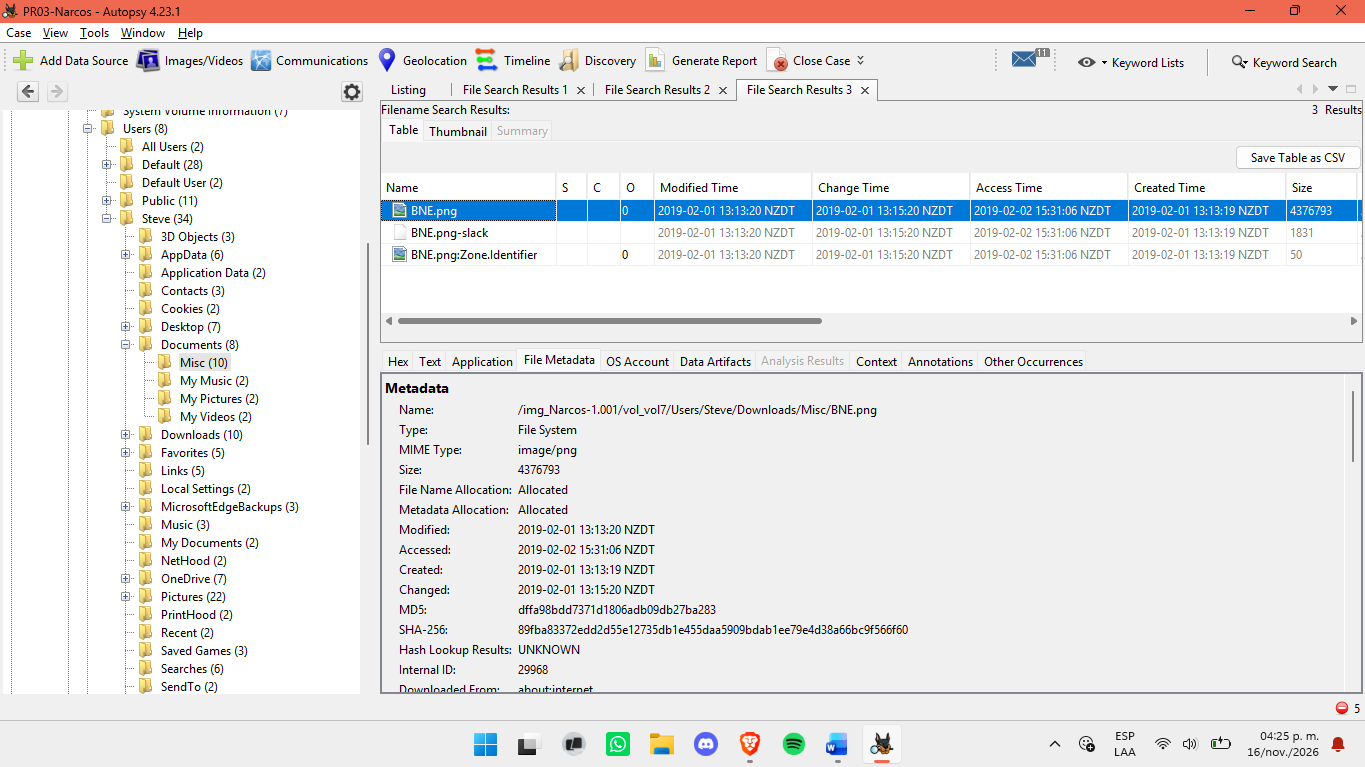 PR03-Narcos - Autopsy 4.23.1
Case View Tools Window Help
Add Data Source Images/Videos Communications Geolocation Timeline Discovery Generate Report Close Case 11 Keyword Lists Keyword Search
Listing File Search Results 1 File Search Results 2 File Search Results 3
Filename Search Results: 3 Results
Table Thumbnail Summary
Save Table as CSV
Name S C O Modified Time Change Time Access Time Created Time Size
BNE.png 0 2019-02-01 13:13:20 NZDT 2019-02-01 13:15:20 NZDT 2019-02-02 15:31:06 NZDT 2019-02-01 13:13:19 NZDT 4376793
BNE.png-slack 2019-02-01 13:13:20 NZDT 2019-02-01 13:15:20 NZDT 2019-02-02 15:31:06 NZDT 2019-02-01 13:13:19 NZDT 1831
BNE.png:Zone.Identifier 0 2019-02-01 13:13:20 NZDT 2019-02-01 13:15:20 NZDT 2019-02-02 15:31:06 NZDT 2019-02-01 13:13:19 NZDT 50
System Volume Information (7)
Users (8)
All Users (2)
Default (28)
Default User (2)
Public (11)
Steve (34)
3D Objects (3)
AppData (6)
Application Data (2)
Contacts (3)
Cookies (2)
Desktop (7)
Documents (8)
Misc (10)
My Music (2)
My Pictures (2)
My Videos (2)
Downloads (10)
Favorites (5)
Links (5)
Local Settings (2)
MicrosoftEdgeBackups (3)
Music (3)
My Documents (2)
NetHood (2)
OneDrive (7)
Pictures (22)
PrintHood (2)
Recent (2)
Saved Games (3)
Searches (6)
SendTo (2)
Hex Text Application File Metadata OS Account Data Artifacts Analysis Results Context Annotations Other Occurrences
Metadata
Name: /img_Narcos-1.001/vol_vol7/Users/Steve/Downloads/Misc/BNE.png
Type: File System
MIME Type: image/png
Size: 4376793
File Name Allocation: Allocated
Metadata Allocation: Allocated
Modified: 2019-02-01 13:13:20 NZDT
Accessed: 2019-02-02 15:31:06 NZDT
Created: 2019-02-01 13:13:19 NZDT
Changed: 2019-02-01 13:15:20 NZDT
MD5: dffa98bdd7371d1806adb09db27ba283
SHA-256: 89fba83372edd2d55e12735db1e455daa5909bdab1ee79e4d38a66bc9f566f60
Hash Lookup Results: UNKNOWN
Internal ID: 29968
Downloaded From: about:internet
5
ESP
LAA
04:25 p. m.
16/nov./2026